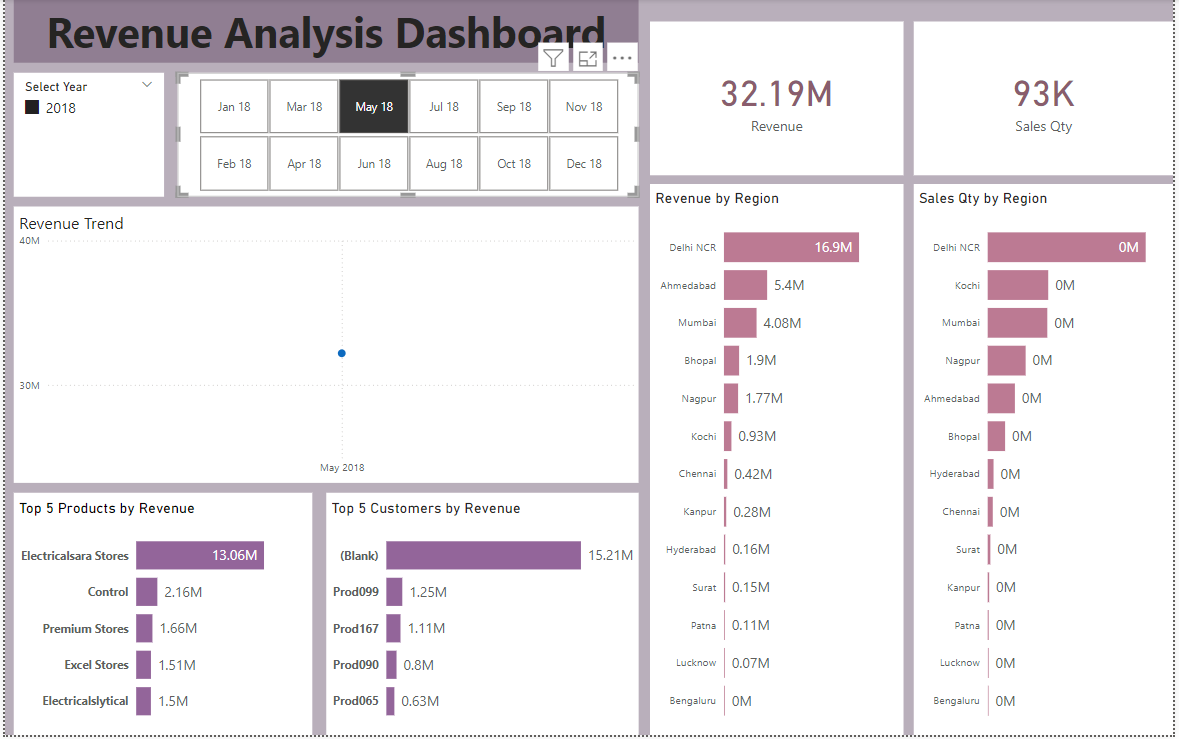 Revenue Analysis Dashboard
Select Year
2018
Jan 18
Mar 18
May 18
Jul 18
Sep 18
Nov 18
Feb 18
Apr 18
Jun 18
Aug 18
Oct 18
Dec 18
32.19M
Revenue
93K
Sales Qty
Revenue Trend
40M
30M
May 2018
Top 5 Products by Revenue
Electricalsara Stores 13.06M
Control 2.16M
Premium Stores 1.66M
Excel Stores 1.51M
Electricalslytical 1.5M
Top 5 Customers by Revenue
(Blank) 15.21M
Prod099 1.25M
Prod167 1.11M
Prod090 0.8M
Prod065 0.63M
Revenue by Region
Delhi NCR 16.9M
Ahmedabad 5.4M
Mumbai 4.08M
Bhopal 1.9M
Nagpur 1.77M
Kochi 0.93M
Chennai 0.42M
Kanpur 0.28M
Hyderabad 0.16M
Surat 0.15M
Patna 0.11M
Lucknow 0.07M
Bengaluru 0M
Sales Qty by Region
Delhi NCR 0M
Kochi 0M
Mumbai 0M
Nagpur 0M
Ahmedabad 0M
Bhopal 0M
Hyderabad 0M
Chennai 0M
Surat 0M
Kanpur 0M
Patna 0M
Lucknow 0M
Bengaluru 0M